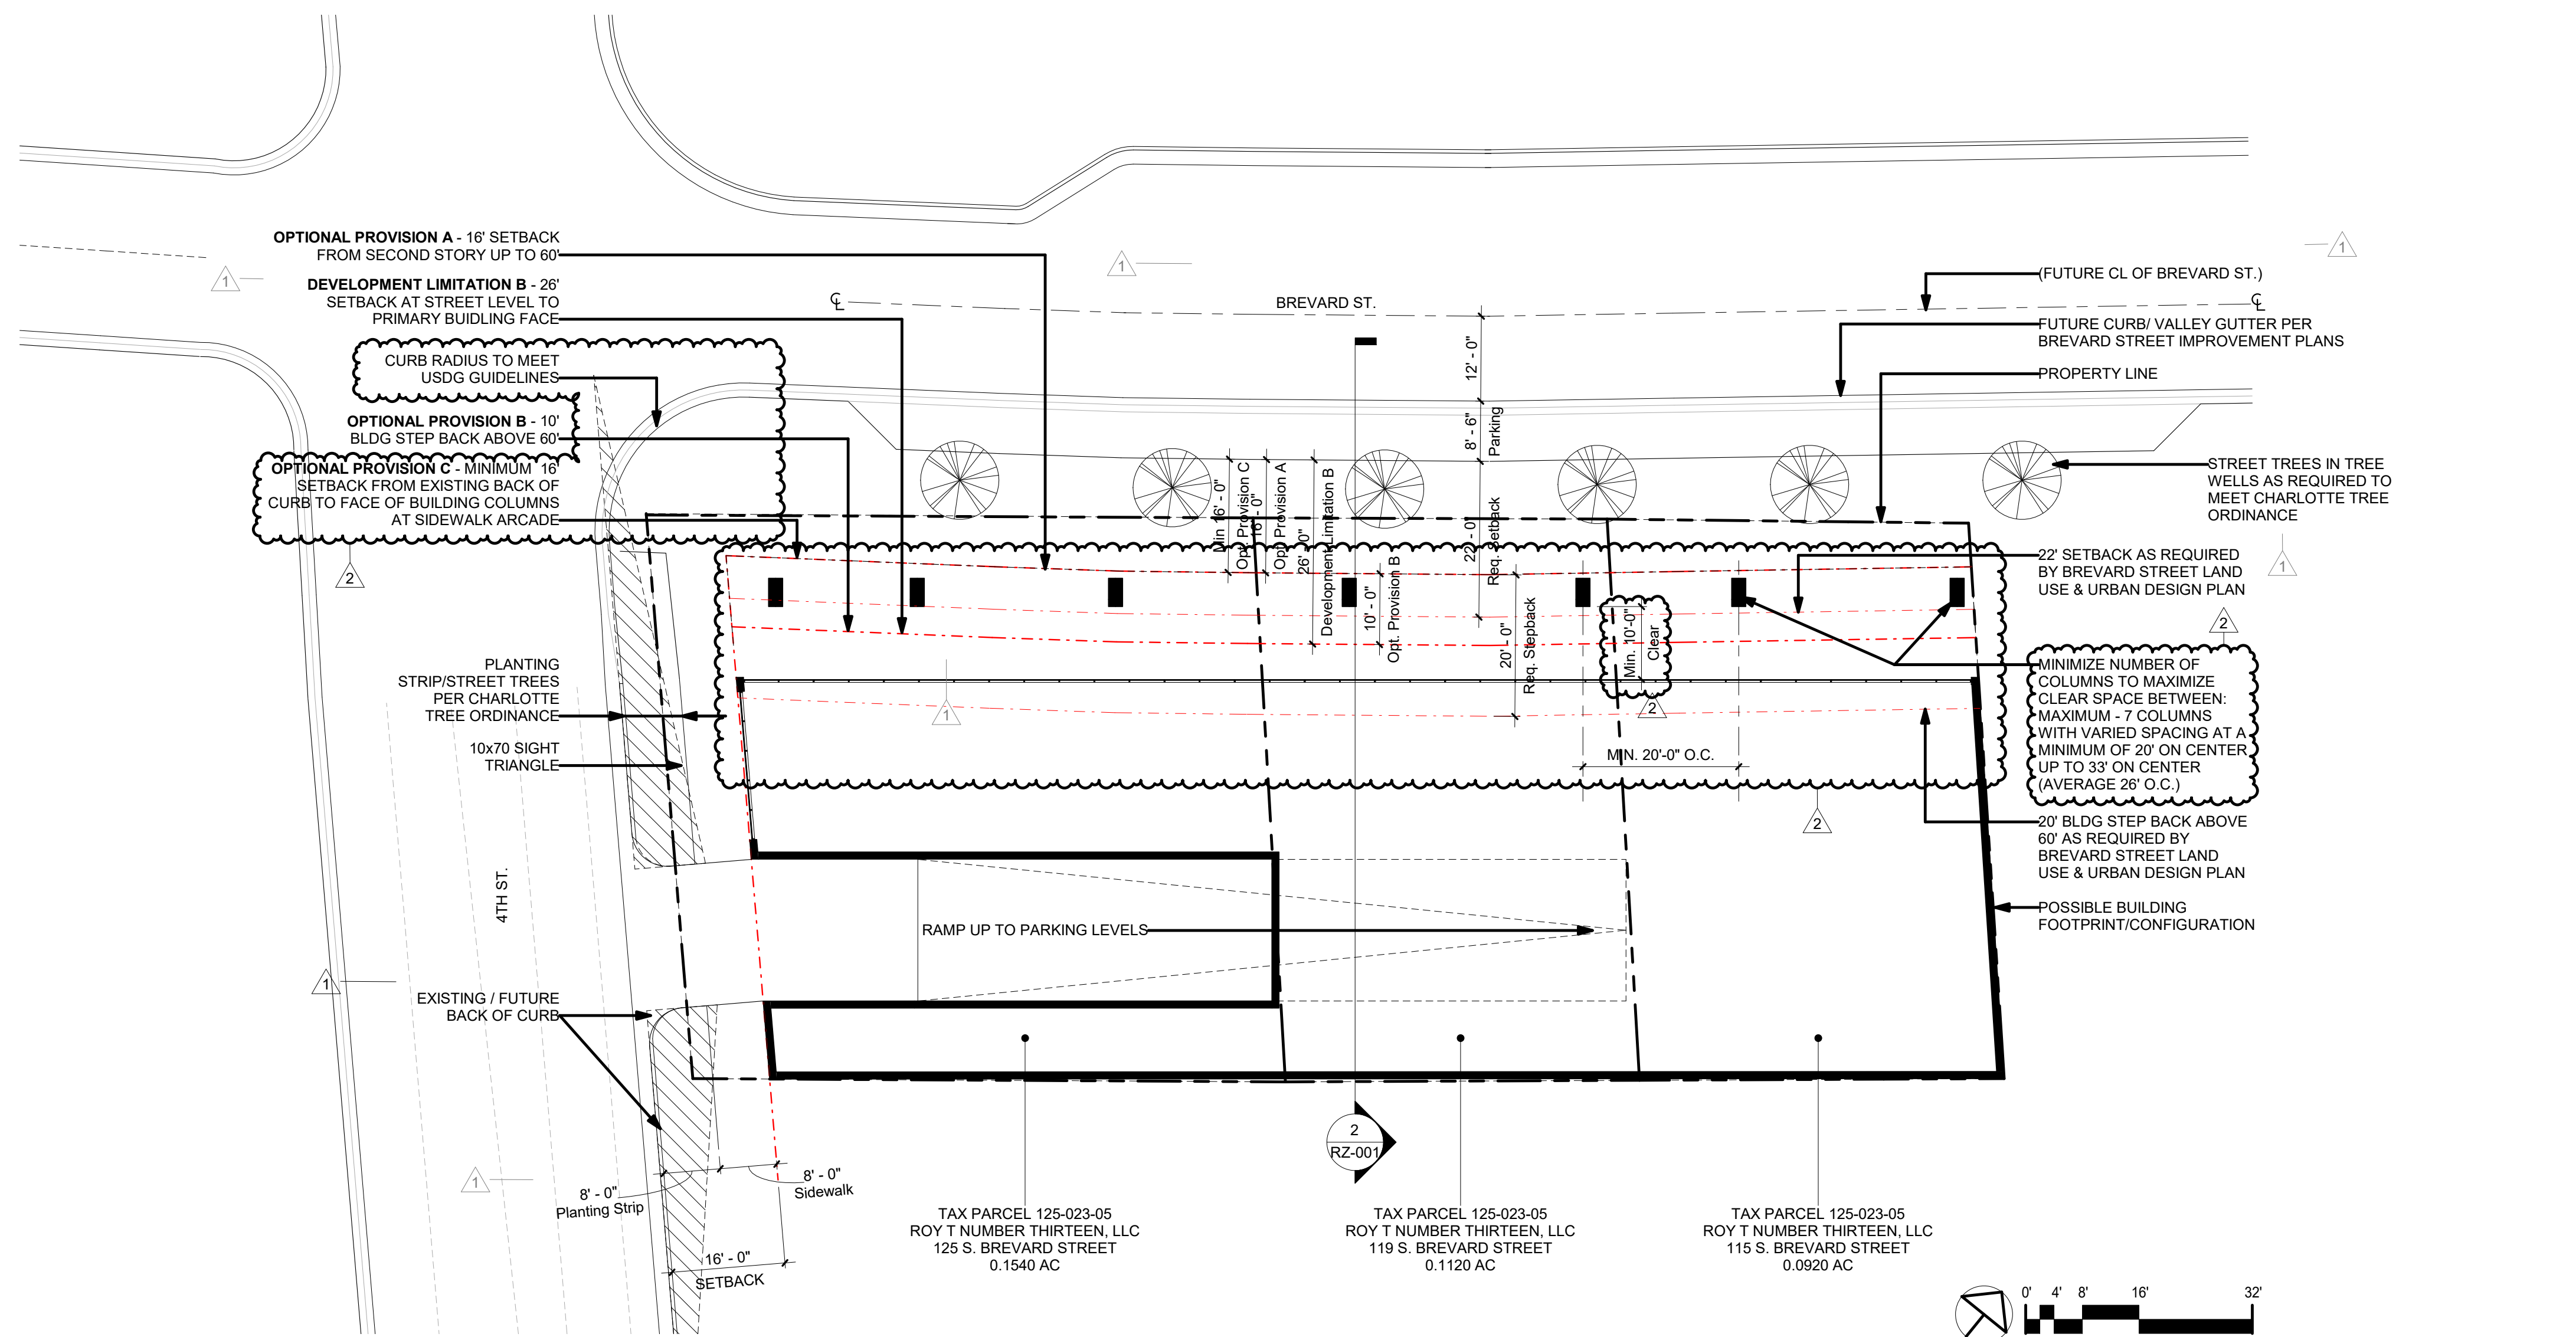 OPTIONAL PROVISION A - 16' SETBACK
FROM SECOND STORY UP TO 60'
DEVELOPMENT LIMITATION B - 26'
SETBACK AT STREET LEVEL TO
PRIMARY BUIDLING FACE
CURB RADIUS TO MEET
USDG GUIDELINES
OPTIONAL PROVISION B - 10'
BLDG STEP BACK ABOVE 60'
OPTIONAL PROVISION C - MINIMUM 16'
SETBACK FROM EXISTING BACK OF
CURB TO FACE OF BUILDING COLUMNS
AT SIDEWALK ARCADE
2
PLANTING
STRIP/STREET TREES
PER CHARLOTTE
TREE ORDINANCE
10x70 SIGHT
TRIANGLE
4TH ST.
EXISTING / FUTURE
BACK OF CURB
1
1
1
1
1
1
1
8' - 0"
Planting Strip
8' - 0"
Sidewalk
16' - 0"
SETBACK
BREVARD ST.
CL
CL
12' - 0"
8' - 6"
Parking
Min 16' - 0"
Opt. Provision C
16' - 0"
Opt. Provision A
26' - 0"
Development Limitation B
10' - 0"
Opt. Provision B
22' - 0"
Req. Setback
20' - 0"
Req. Stepback
Min. 10'-0"
Clear
2
MIN. 20'-0" O.C.
2
RAMP UP TO PARKING LEVELS
2
RZ-001
(FUTURE CL OF BREVARD ST.)
FUTURE CURB/ VALLEY GUTTER PER
BREVARD STREET IMPROVEMENT PLANS
PROPERTY LINE
STREET TREES IN TREE
WELLS AS REQUIRED TO
MEET CHARLOTTE TREE
ORDINANCE
22' SETBACK AS REQUIRED
BY BREVARD STREET LAND
USE & URBAN DESIGN PLAN
2
MINIMIZE NUMBER OF
COLUMNS TO MAXIMIZE
CLEAR SPACE BETWEEN:
MAXIMUM - 7 COLUMNS
WITH VARIED SPACING AT A
MINIMUM OF 20' ON CENTER
UP TO 33' ON CENTER
(AVERAGE 26' O.C.)
20' BLDG STEP BACK ABOVE
60' AS REQUIRED BY
BREVARD STREET LAND
USE & URBAN DESIGN PLAN
POSSIBLE BUILDING
FOOTPRINT/CONFIGURATION
TAX PARCEL 125-023-05
ROY T NUMBER THIRTEEN, LLC
125 S. BREVARD STREET
0.1540 AC
TAX PARCEL 125-023-05
ROY T NUMBER THIRTEEN, LLC
119 S. BREVARD STREET
0.1120 AC
TAX PARCEL 125-023-05
ROY T NUMBER THIRTEEN, LLC
115 S. BREVARD STREET
0.0920 AC
0' 4' 8' 16' 32'